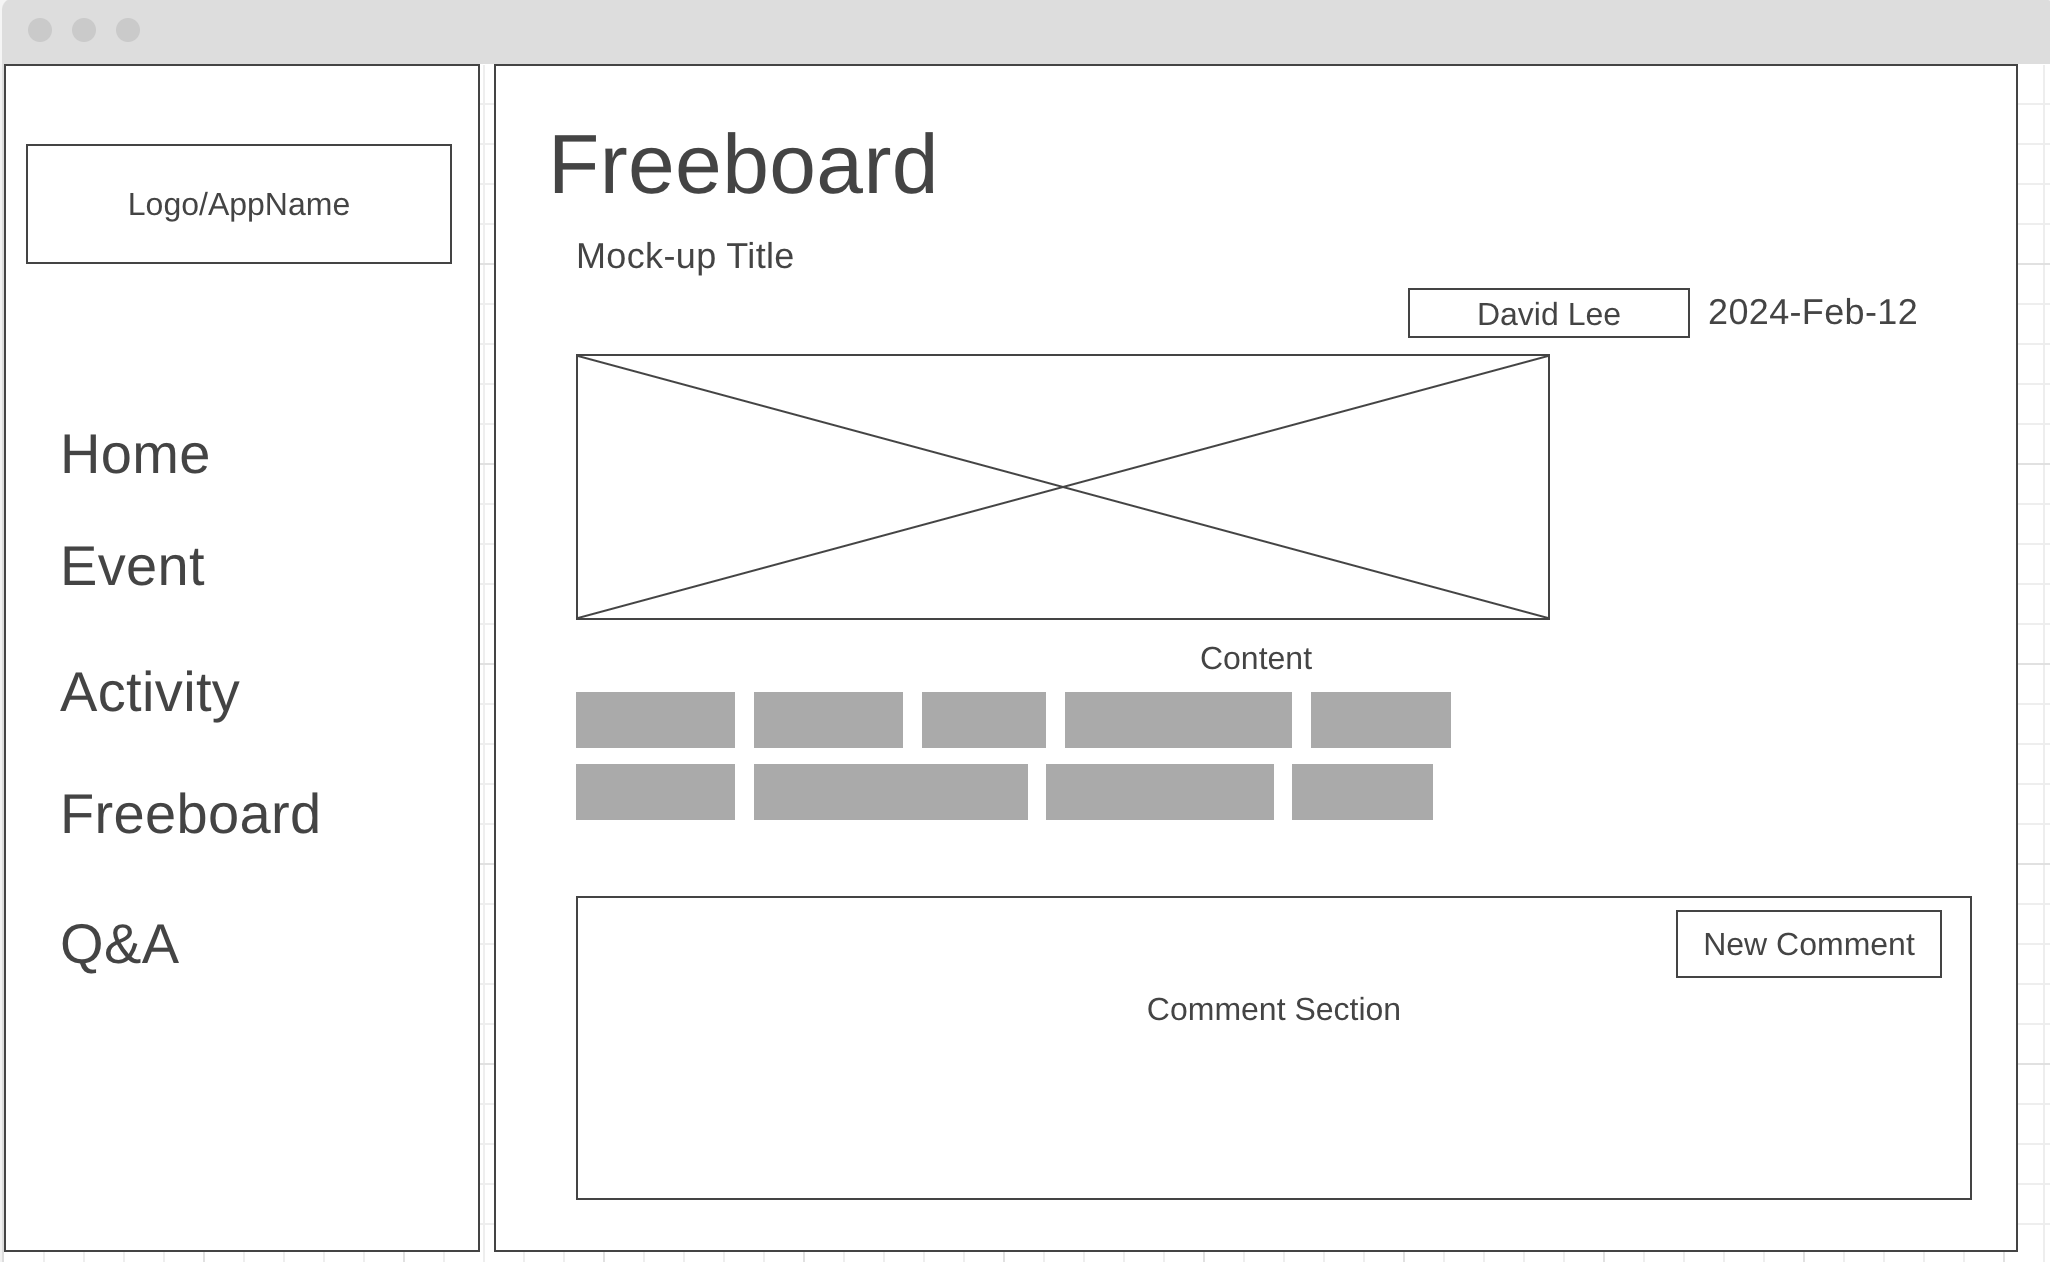 Logo/AppName
Home
Event
Activity
Freeboard
Q&A
Freeboard
Mock-up Title
David Lee
2024-Feb-12
Content
New Comment
Comment Section